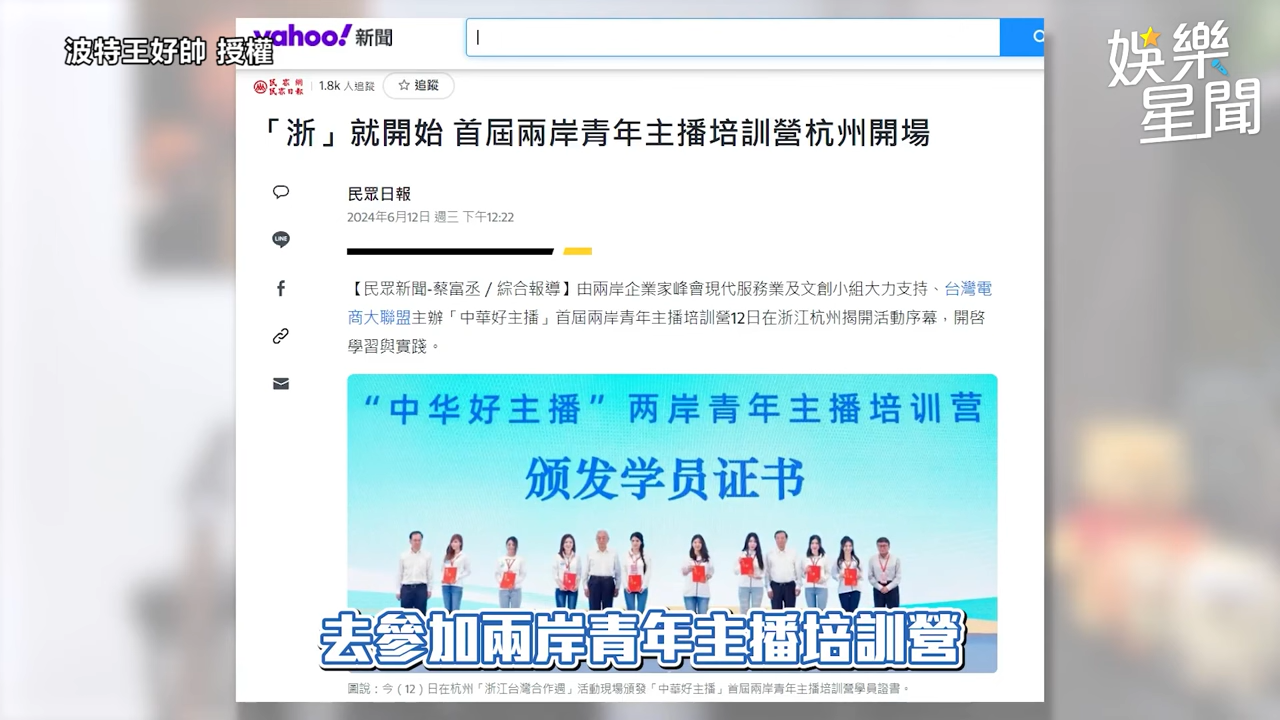 波特王好帥 授權
yahoo!新聞
娛樂
星聞
民眾網
民眾日報
1.8k 人追蹤
追蹤
「浙」就開始 首屆兩岸青年主播培訓營杭州開場
民眾日報
2024年6月12日 週三 下午12:22
LINE
【民眾新聞-蔡富丞 / 綜合報導】由兩岸企業家峰會現代服務業及文創小組大力支持、台灣電
商大聯盟主辦「中華好主播」首屆兩岸青年主播培訓營12日在浙江杭州揭開活動序幕，開啓
學習與實踐。
“中华好主播”两岸青年主播培训营
颁发学员证书
去參加兩岸青年主播培訓營
圖說：今（12）日在杭州「浙江台灣合作週」活動現場頒發「中華好主播」首屆兩岸青年主播培訓營學員證書。